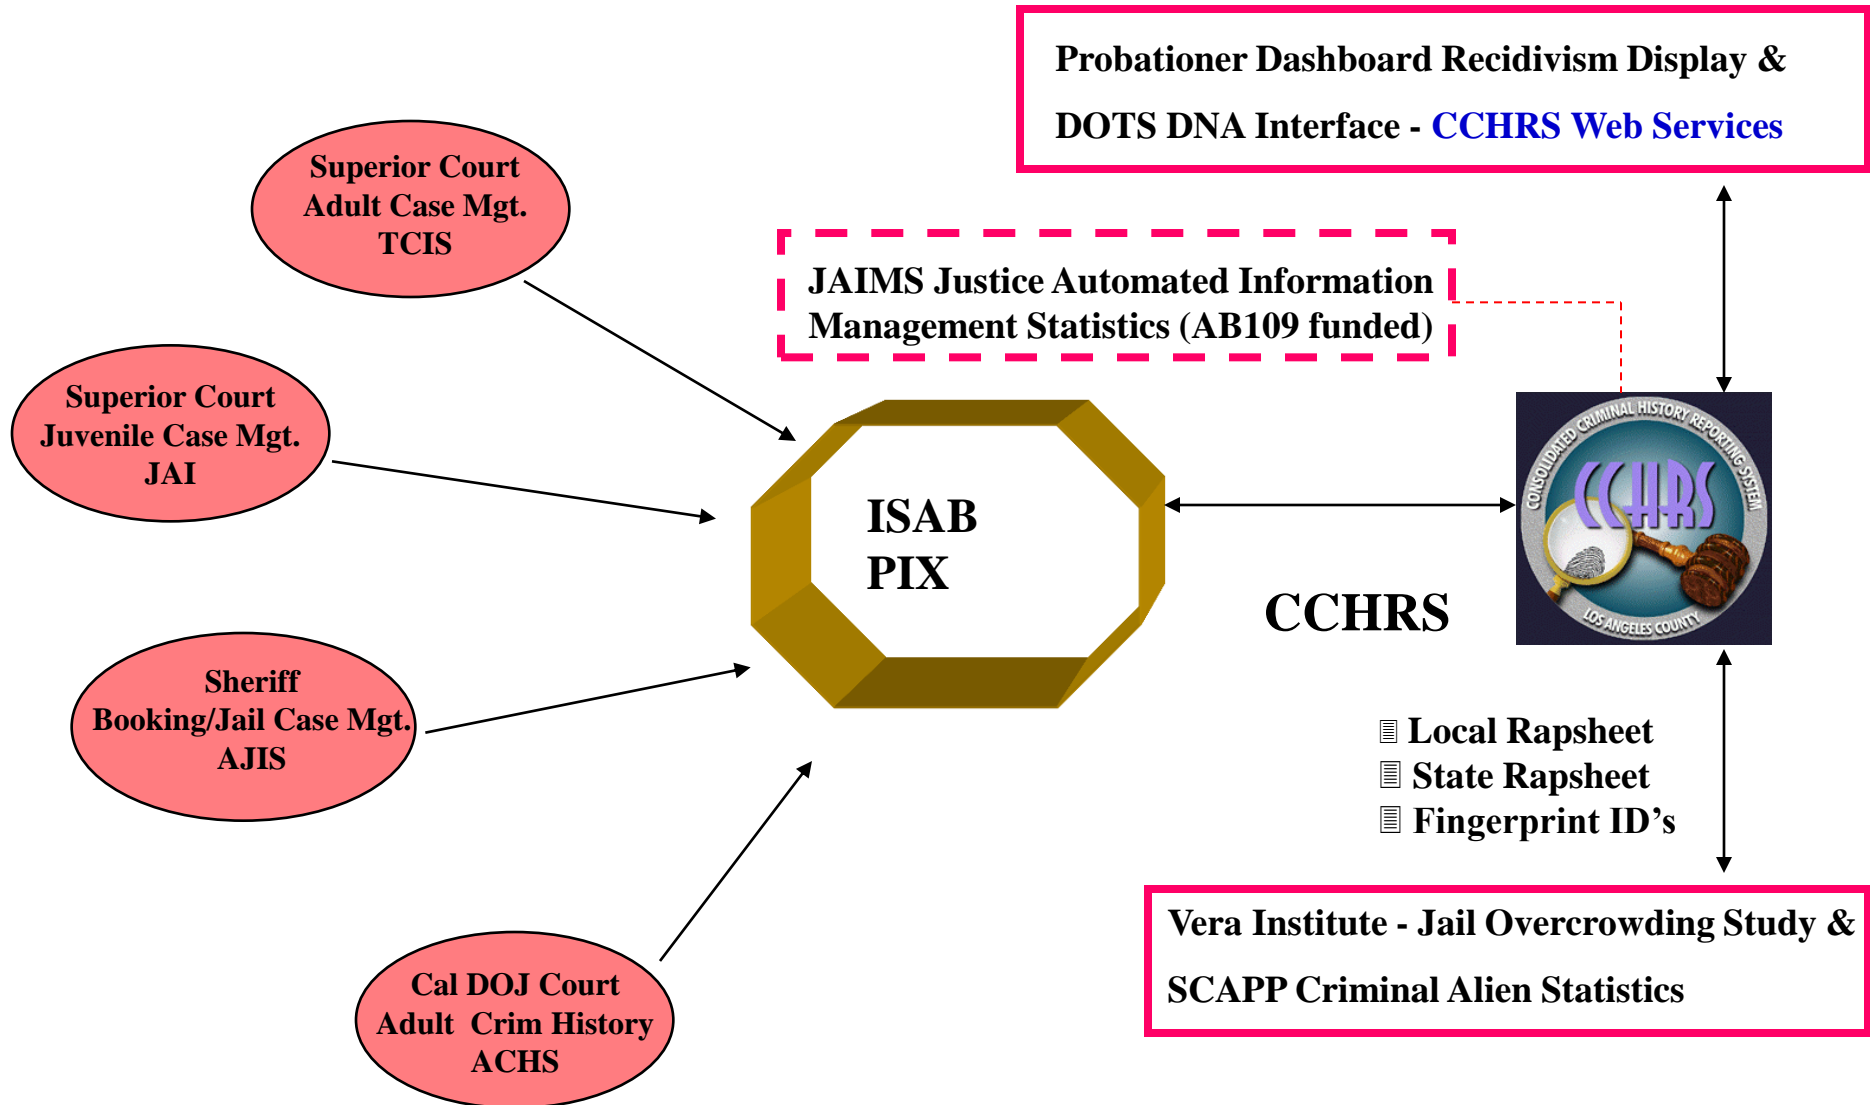 Probationer Dashboard Recidivism Display &
DOTS DNA Interface - CCHRS Web Services
Superior Court
Adult Case Mgt.
TCIS
JAIMS Justice Automated Information
Management Statistics (AB109 funded)
Superior Court
Juvenile Case Mgt.
JAI
ISAB
PIX
CONSOLIDATED CRIMINAL HISTORY REPORTING SYSTEM
CCHRS
LOS ANGELES COUNTY
CCHRS
Sheriff
Booking/Jail Case Mgt.
AJIS
Local Rapsheet
State Rapsheet
Fingerprint ID’s
Vera Institute - Jail Overcrowding Study &
SCAPP Criminal Alien Statistics
Cal DOJ Court
Adult Crim History
ACHS